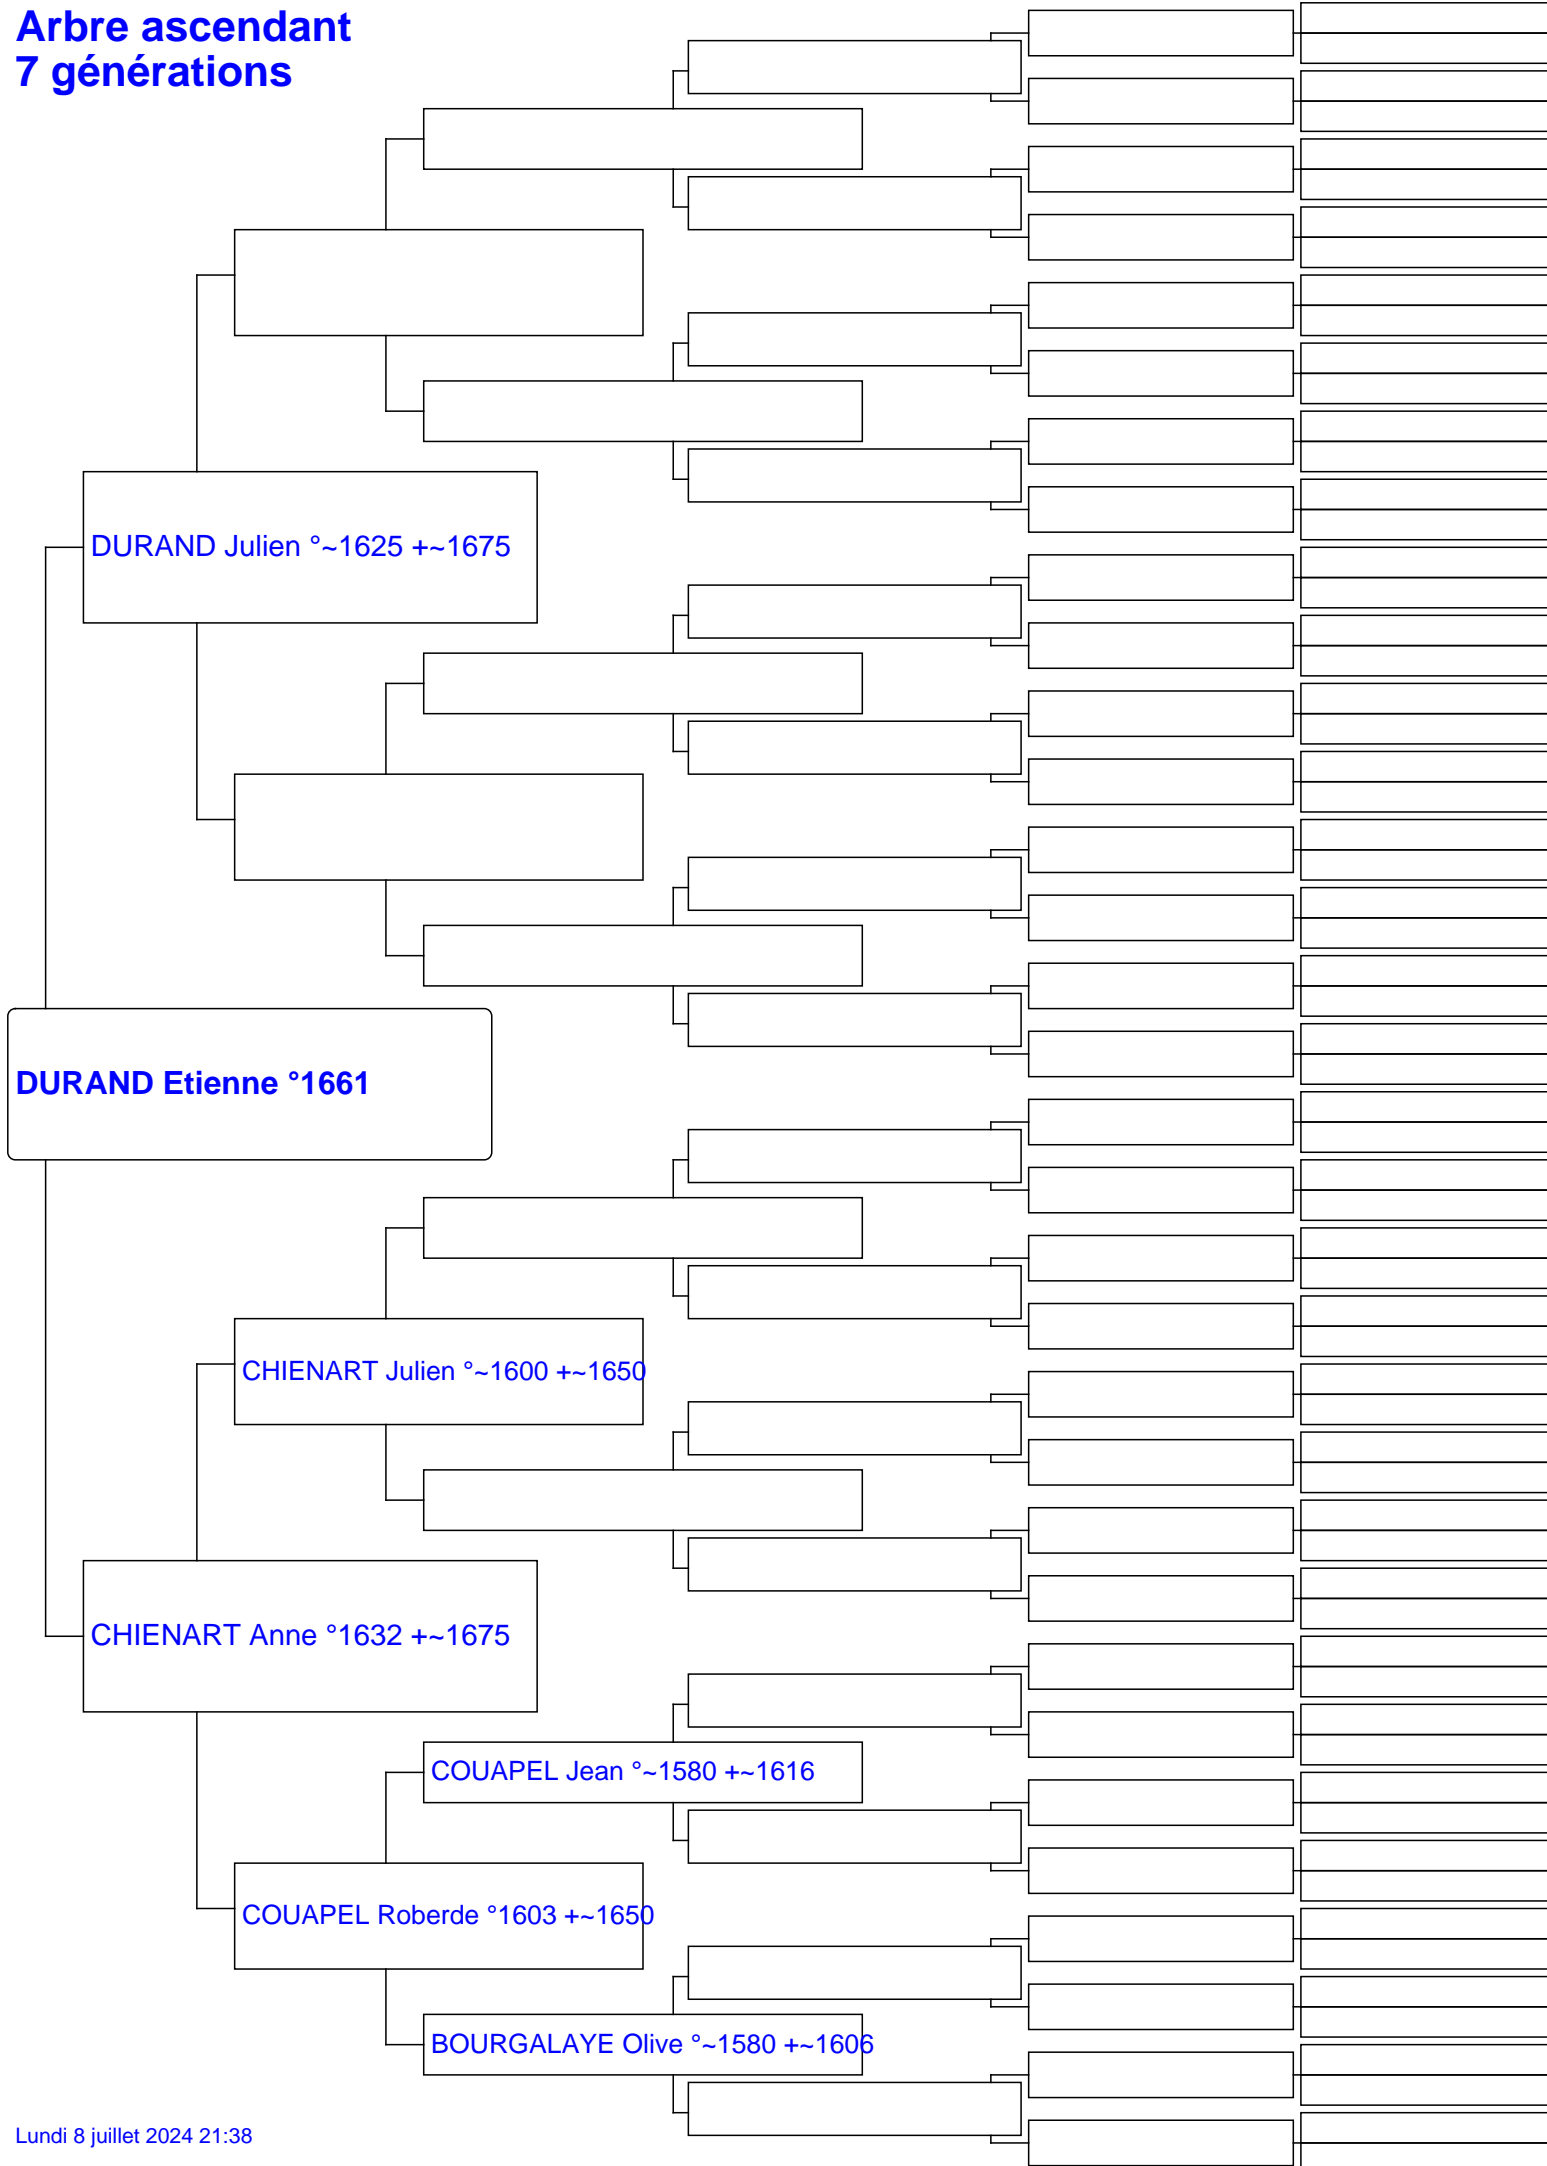 Arbre ascendant
7 générations
DURAND Julien °~1625 +~1675
DURAND Etienne °1661
CHIENART Julien °~1600 +~1650
CHIENART Anne °1632 +~1675
COUAPEL Jean °~1580 +~1616
COUAPEL Roberde °1603 +~1650
BOURGALAYE Olive °~1580 +~1606
Lundi 8 juillet 2024 21:38